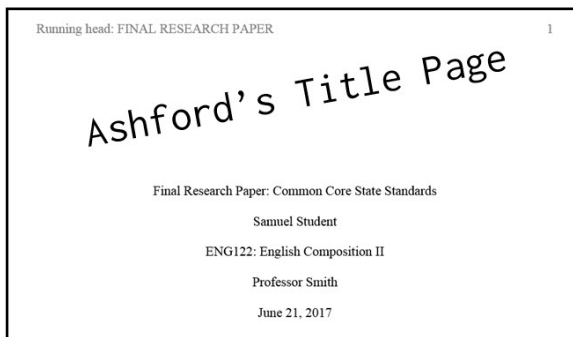 Running head: FINAL RESEARCH PAPER 1
Ashford's Title Page
Final Research Paper: Common Core State Standards
Samuel Student
ENG122: English Composition II
Professor Smith
June 21, 2017